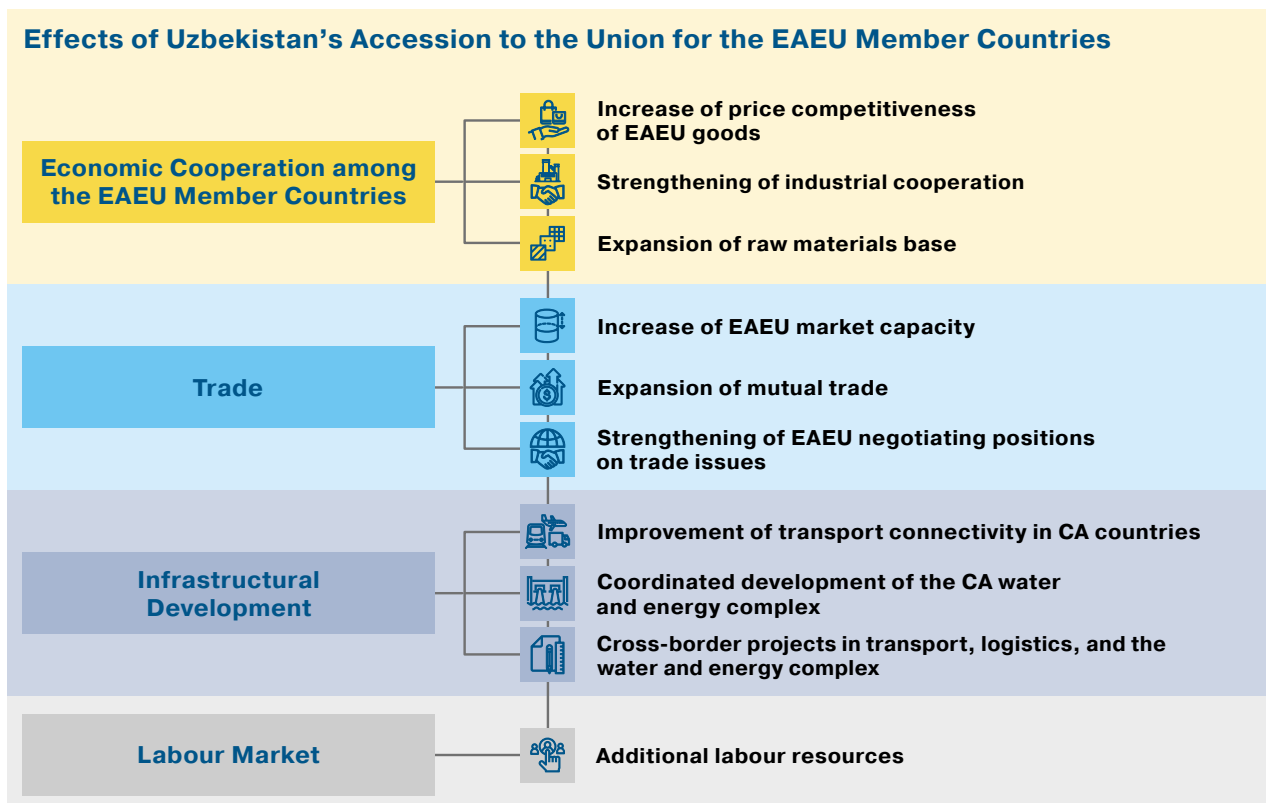 Effects of Uzbekistan's Accession to the Union for the EAEU Member Countries
Economic Cooperation among
the EAEU Member Countries
Increase of price competitiveness
of EAEU goods
Strengthening of industrial cooperation
Expansion of raw materials base
Trade
Increase of EAEU market capacity
Expansion of mutual trade
Strengthening of EAEU negotiating positions
on trade issues
Infrastructural
Development
Improvement of transport connectivity in CA countries
Coordinated development of the CA water
and energy complex
Cross-border projects in transport, logistics, and the
water and energy complex
Labour Market
Additional labour resources